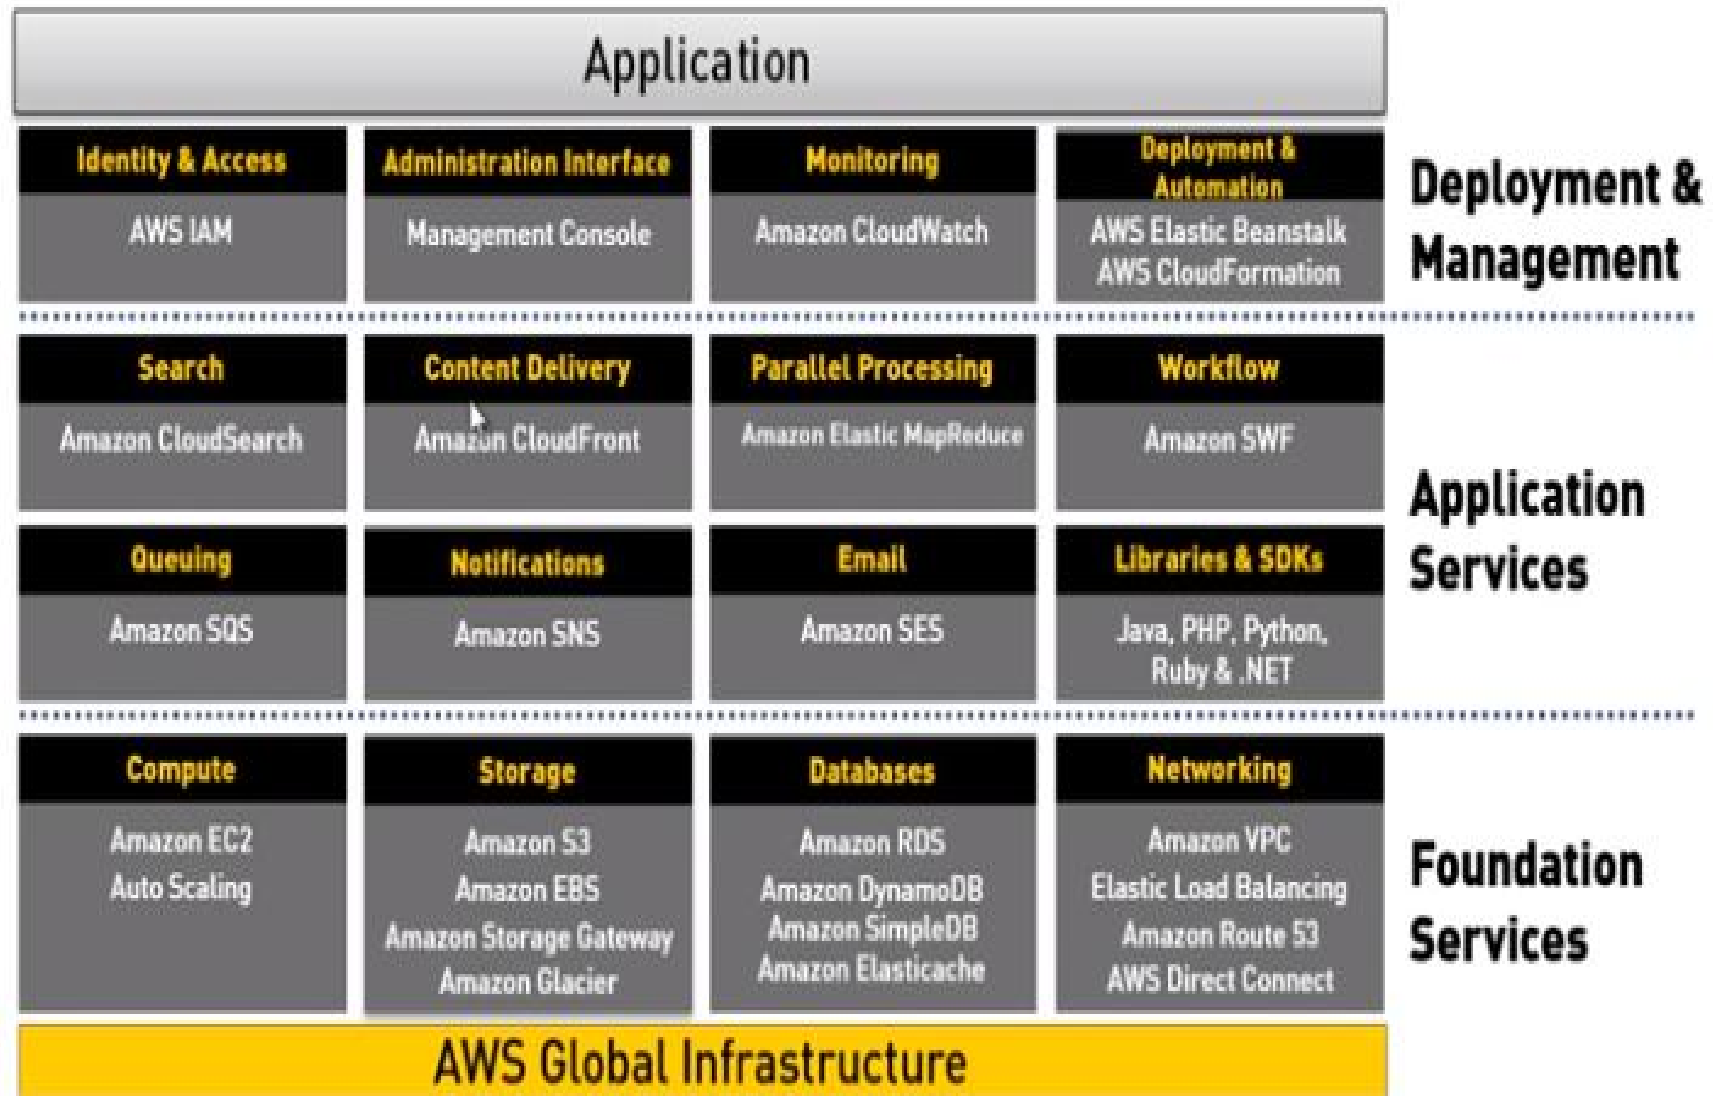 Application
Identity & Access
AWS IAM
Administration Interface
Management Console
Monitoring
Amazon CloudWatch
Deployment &
Automation
AWS Elastic Beanstalk
AWS CloudFormation
Deployment &
Management
Search
Amazon CloudSearch
Content Delivery
Amazon CloudFront
Parallel Processing
Amazon Elastic MapReduce
Workflow
Amazon SWF
Queuing
Amazon SQS
Notifications
Amazon SNS
Email
Amazon SES
Libraries & SDKs
Java, PHP, Python,
Ruby & .NET
Application
Services
Compute
Amazon EC2
Auto Scaling
Storage
Amazon S3
Amazon EBS
Amazon Storage Gateway
Amazon Glacier
Databases
Amazon RDS
Amazon DynamoDB
Amazon SimpleDB
Amazon Elasticache
Networking
Amazon VPC
Elastic Load Balancing
Amazon Route 53
AWS Direct Connect
Foundation
Services
AWS Global Infrastructure